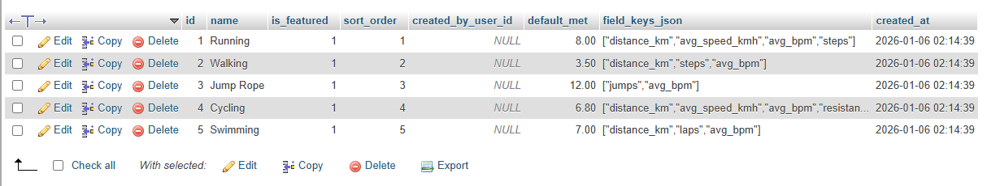 id name is_featured sort_order created_by_user_id default_met field_keys_json created_at
Edit Copy Delete 1 Running 1 1 NULL 8.00 ["distance_km","avg_speed_kmh","avg_bpm","steps"] 2026-01-06 02:14:39
Edit Copy Delete 2 Walking 1 2 NULL 3.50 ["distance_km","steps","avg_bpm"] 2026-01-06 02:14:39
Edit Copy Delete 3 Jump Rope 1 3 NULL 12.00 ["jumps","avg_bpm"] 2026-01-06 02:14:39
Edit Copy Delete 4 Cycling 1 4 NULL 6.80 ["distance_km","avg_speed_kmh","avg_bpm","resistan... 2026-01-06 02:14:39
Edit Copy Delete 5 Swimming 1 5 NULL 7.00 ["distance_km","laps","avg_bpm"] 2026-01-06 02:14:39
Check all With selected: Edit Copy Delete Export